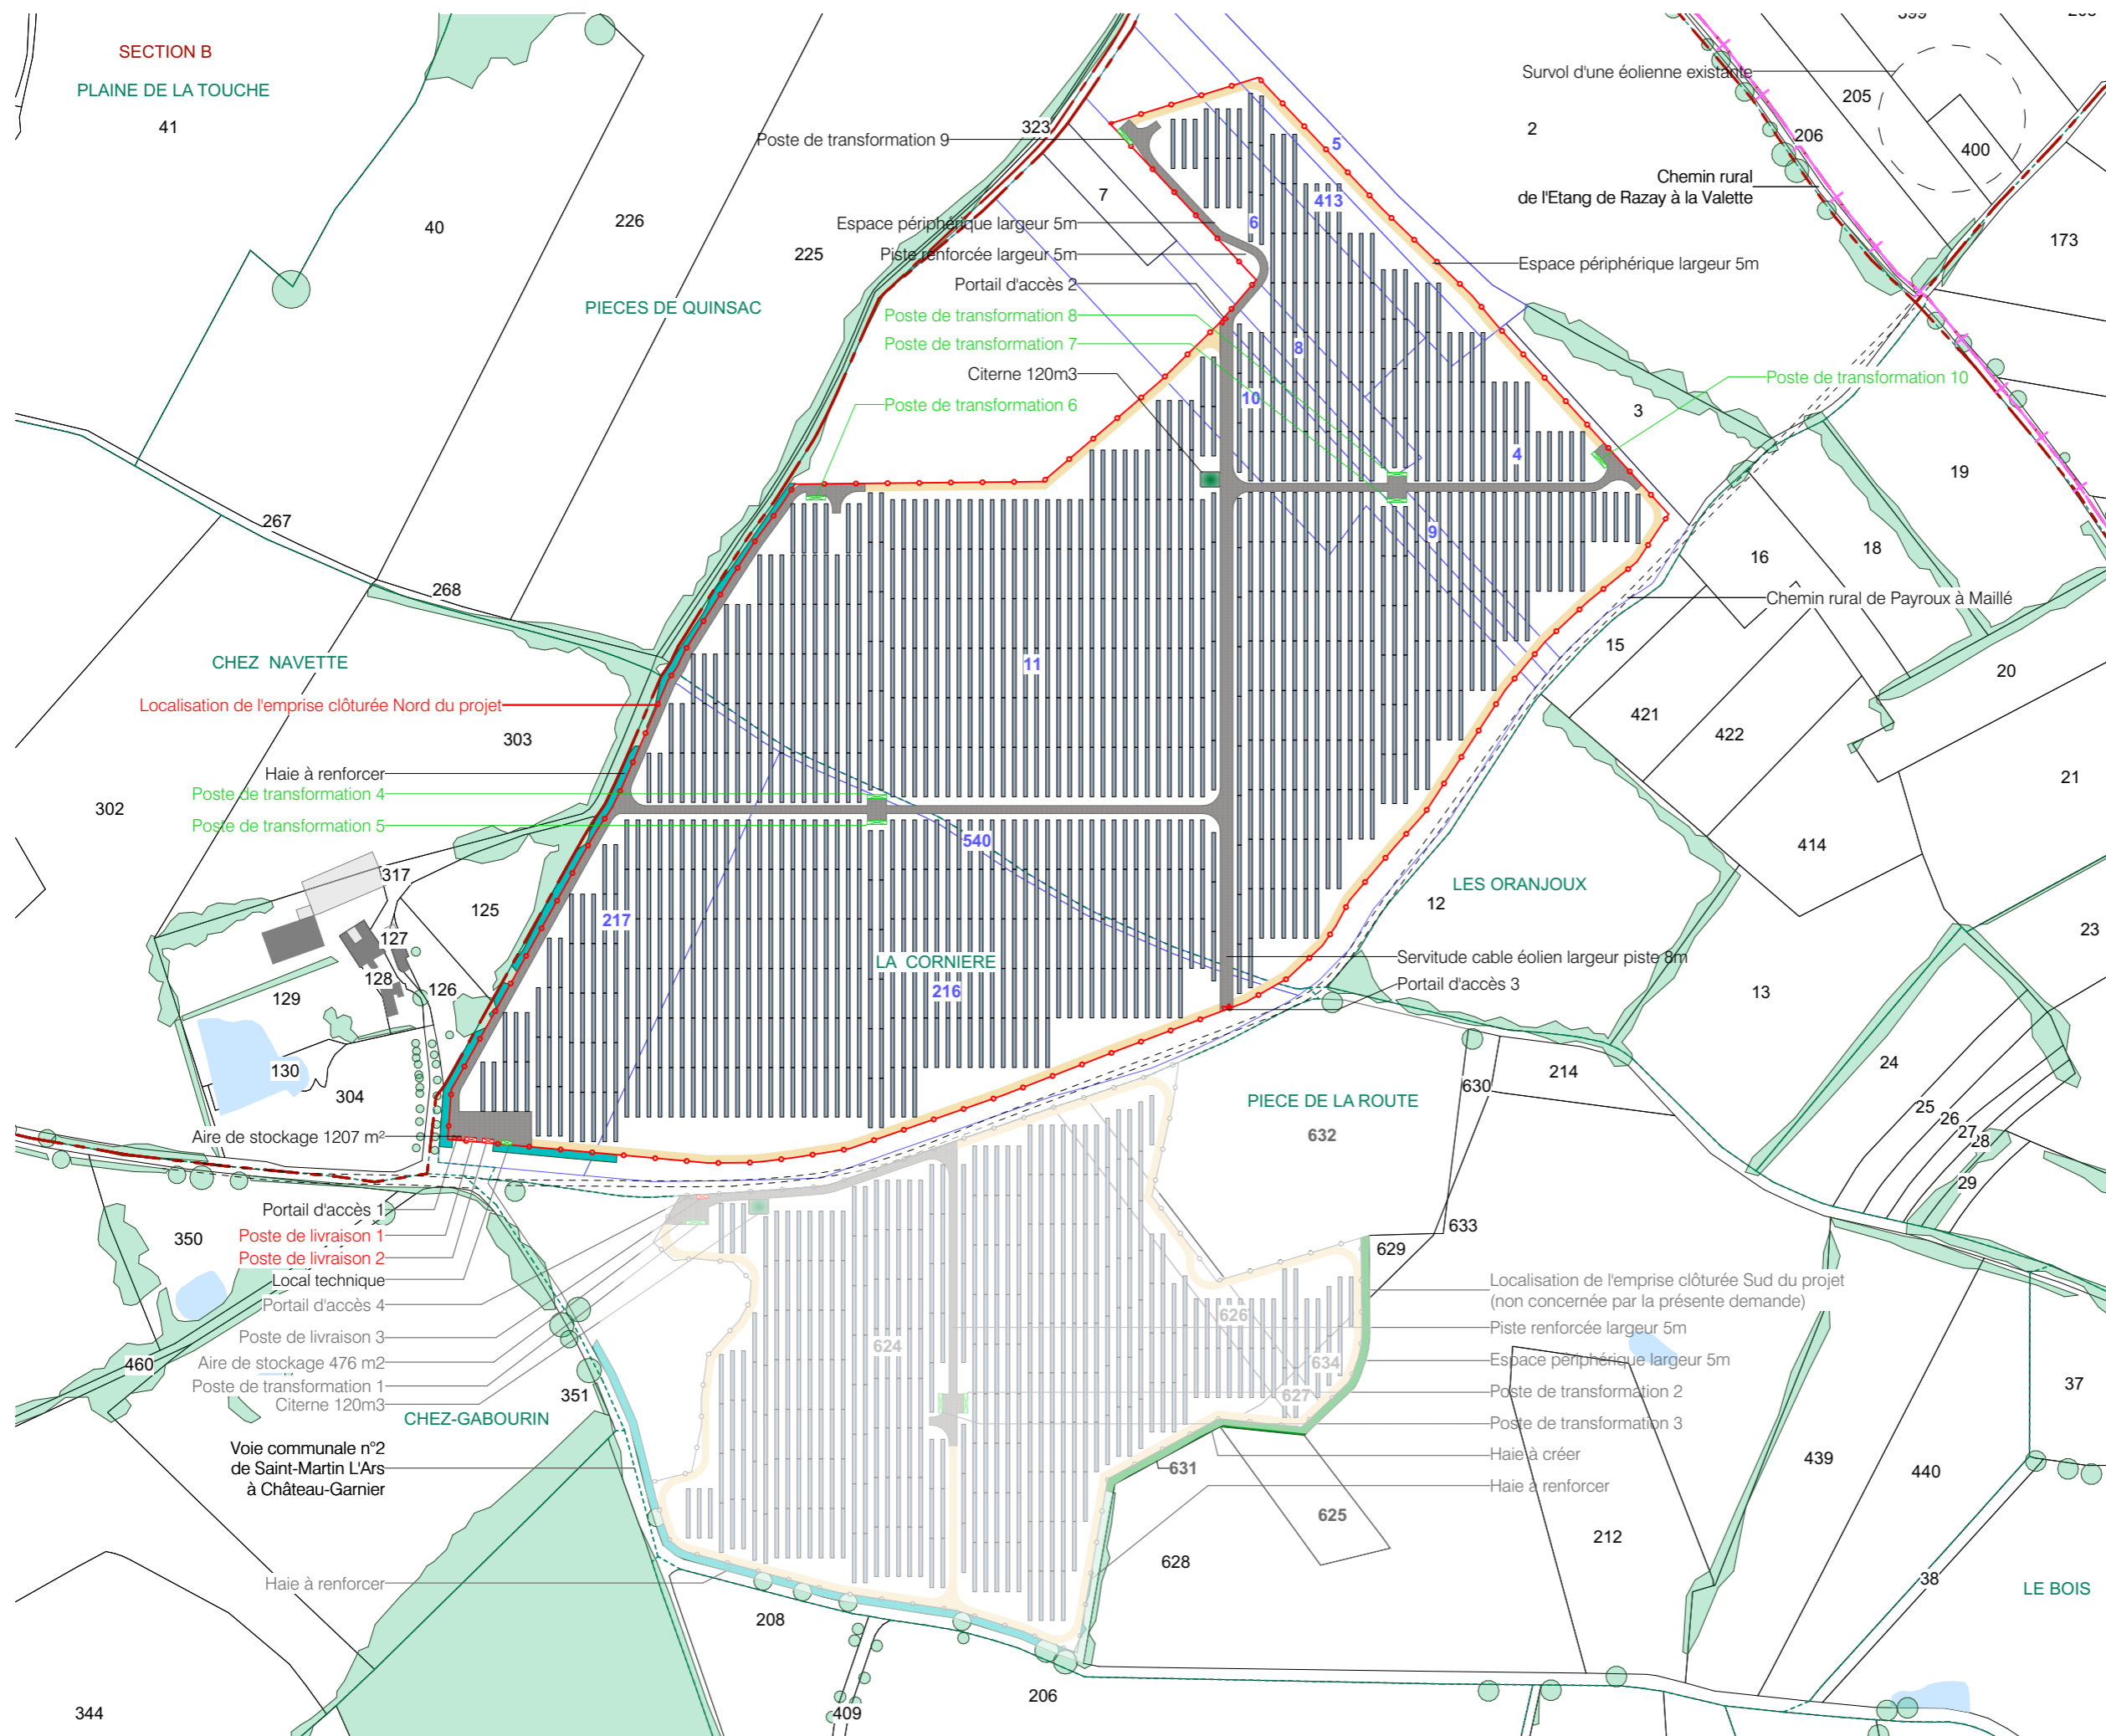 SECTION B
PLAINE DE LA TOUCHE
41
40
226
225
323
PIECES DE QUINSAC
Poste de transformation 9
7
Espace périphérique largeur 5m
Piste renforcée largeur 5m
Portail d'accès 2
Poste de transformation 8
Poste de transformation 7
Citerne 120m3
Poste de transformation 6
5
6
413
8
10
4
9
11
Survol d'une éolienne existante
2
205
206
400
Chemin rural
de l'Etang de Razay à la Valette
173
Espace périphérique largeur 5m
Poste de transformation 10
3
19
16
18
Chemin rural de Payroux à Maillé
15
20
421
422
21
414
267
268
CHEZ NAVETTE
Localisation de l'emprise clôturée Nord du projet
303
302
Haie à renforcer
Poste de transformation 4
Poste de transformation 5
317
125
127
128
126
129
130
304
217
540
LA CORNIERE
216
LES ORANJOUX
12
23
Servitude cable éolien largeur piste 8m
Portail d'accès 3
13
24
214
630
25
26
27
28
29
PIECE DE LA ROUTE
632
Aire de stockage 1207 m²
Portail d'accès 1
350
Poste de livraison 1
Poste de livraison 2
Local technique
Portail d'accès 4
Poste de livraison 3
Aire de stockage 476 m2
460
Poste de transformation 1
Citerne 120m3
351
CHEZ-GABOURIN
Voie communale n°2
de Saint-Martin L'Ars
à Château-Garnier
Haie à renforcer
624
626
634
627
633
629
Localisation de l'emprise clôturée Sud du projet
(non concernée par la présente demande)
Piste renforcée largeur 5m
Espace périphérique largeur 5m
Poste de transformation 2
Poste de transformation 3
Haie à créer
Haie à renforcer
631
625
628
37
439
440
212
38
LE BOIS
208
206
409
344